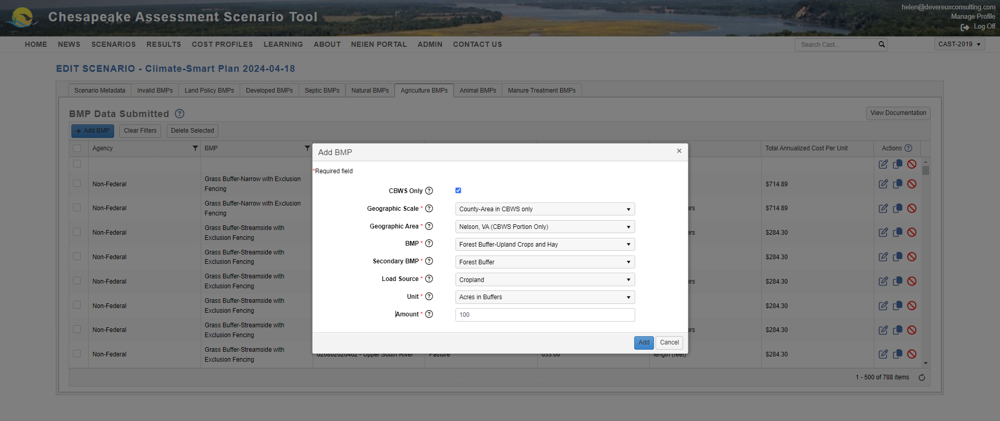 helen@devereuxconsulting.com
Chesapeake Assessment Scenario Tool
Manage Profile
Log Off
HOME NEWS SCENARIOS RESULTS COST PROFILES LEARNING ABOUT NEIEN PORTAL ADMIN CONTACT US Search Cast... CAST-2019
EDIT SCENARIO - Climate-Smart Plan 2024-04-18
Scenario Metadata Invalid BMPs Land Policy BMPs Developed BMPs Septic BMPs Natural BMPs Agriculture BMPs Animal BMPs Manure Treatment BMPs
BMP Data Submitted ? View Documentation
+ Add BMP Clear Filters Delete Selected
Agency BMP Total Annualized Cost Per Unit Actions ?
Non-Federal Grass Buffer-Narrow with Exclusion Fencing $714.89
Non-Federal Grass Buffer-Narrow with Exclusion Fencing ers $714.89
Non-Federal Grass Buffer-Streamside with Exclusion Fencing ers $284.30
Non-Federal Grass Buffer-Streamside with Exclusion Fencing $284.30
Non-Federal Grass Buffer-Streamside with Exclusion Fencing ers $284.30
Non-Federal Grass Buffer-Streamside with Exclusion Fencing $284.30
Non-Federal Grass Buffer-Streamside with Exclusion Fencing ers $284.30
Non-Federal Grass Buffer-Streamside with Exclusion Fencing 020802020402 - Upper South River Pasture 633.00 length (feet) $284.30
1 - 500 of 788 items
Add BMP ×
*Required field
CBWS Only ?
Geographic Scale * ? County-Area in CBWS only
Geographic Area * ? Nelson, VA (CBWS Portion Only)
BMP * ? Forest Buffer-Upland Crops and Hay
Secondary BMP * ? Forest Buffer
Load Source * ? Cropland
Unit * ? Acres in Buffers
Amount * ? 100
Add Cancel